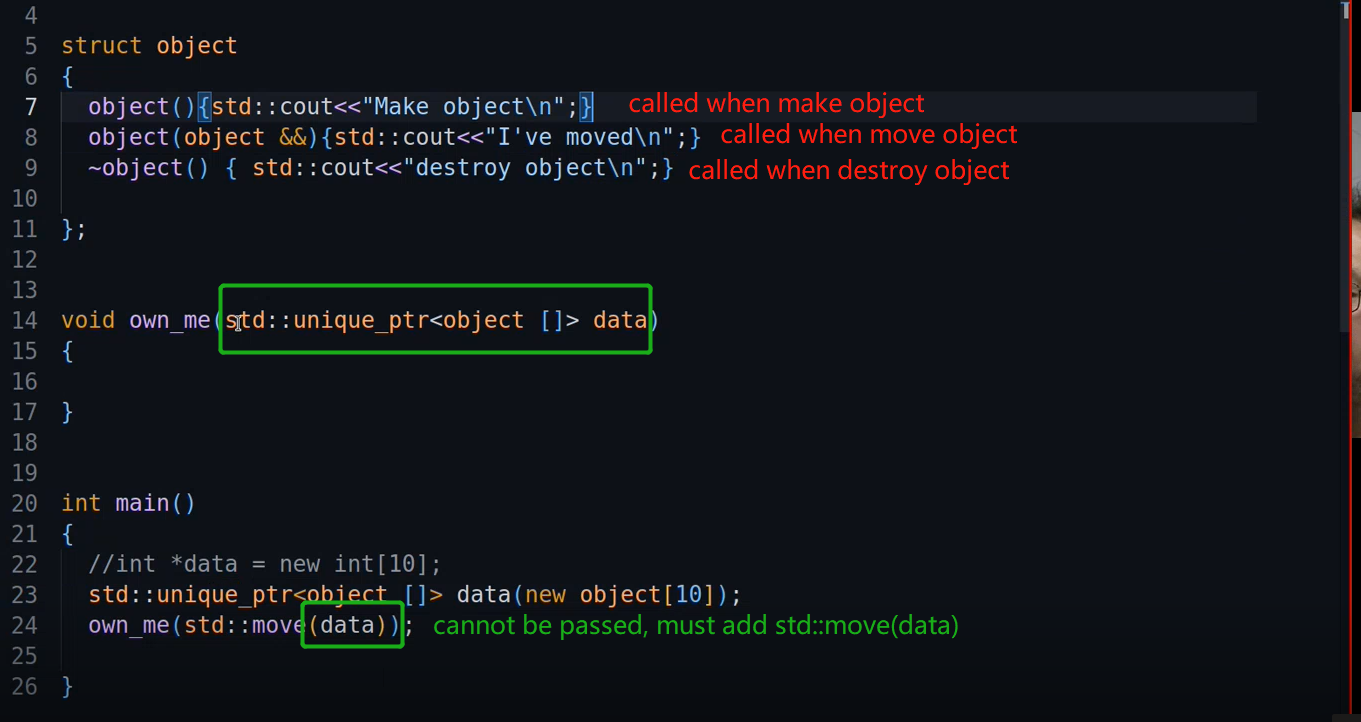 4
5 struct object
6 {
7 object(){std::cout<<"Make object\n";} called when make object
8 object(object &&){std::cout<<"I've moved\n";} called when move object
9 ~object() { std::cout<<"destroy object\n";} called when destroy object
10
11 };
12
13
14 void own_me(std::unique_ptr<object []> data)
15 {
16
17 }
18
19
20 int main()
21 {
22 //int *data = new int[10];
23 std::unique_ptr<object []> data(new object[10]);
24 own_me(std::move(data)); cannot be passed, must add std::move(data)
25
26 }